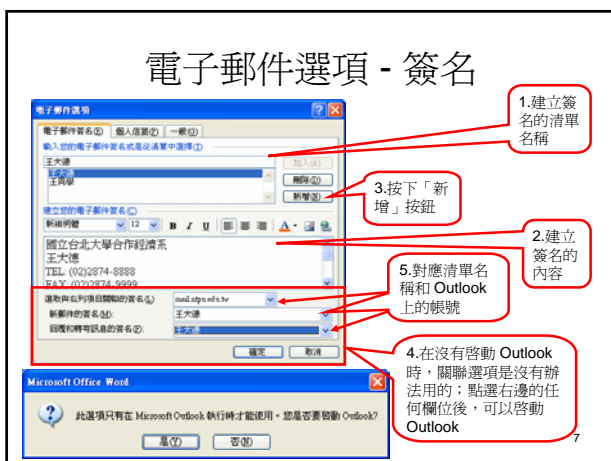 電子郵件選項 - 簽名
電子郵件選項
電子郵件簽名(E)
個人信箋(P)
一般(G)
輸入您的電子郵件簽名或是從清單中選擇(I)
王大德
加入(A)
王大德
王同學
刪除(D)
新增(N)
建立您的電子郵件簽名(C)
新細明體
12
B I U
A
國立台北大學合作經濟系
王大德
TEL: (02)2874-8888
FAX: (02)2874-9999
選取與右列項目關聯的簽名(L)
mail.ntpu.edu.tw
新郵件的簽名(M):
王大德
回覆和轉寄訊息的簽名(F):
王大德
確定
取消
Microsoft Office Word
此選項只有在 Microsoft Outlook 執行時才能使用。您是否要啟動 Outlook?
是(Y)
否(N)
1.建立簽
名的清單
名稱
3.按下「新
增」按鈕
2.建立
簽名的
內容
5.對應清單名
稱和 Outlook
上的帳號
4.在沒有啓動 Outlook
時，關聯選項是沒有辦
法用的；點選右邊的任
何欄位後，可以啓動
Outlook
7